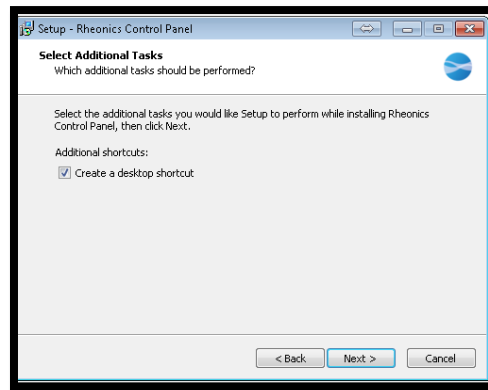 Setup - Rheonics Control Panel
Select Additional Tasks
Which additional tasks should be performed?
Select the additional tasks you would like Setup to perform while installing Rheonics
Control Panel, then click Next.
Additional shortcuts:
Create a desktop shortcut
< Back Next > Cancel